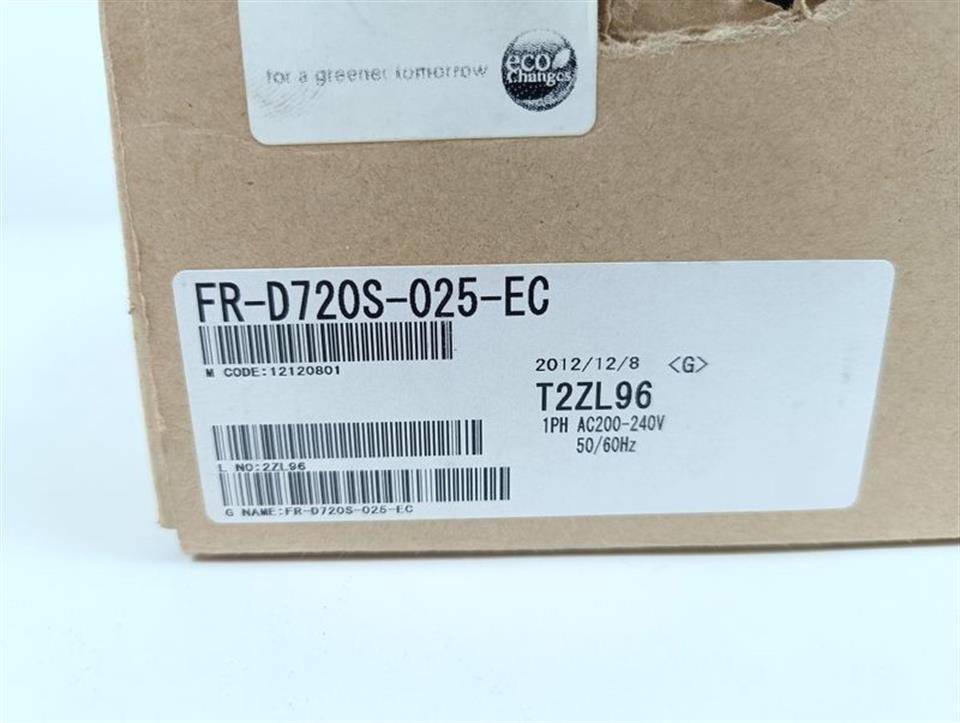 for a greener tomorrow
eco
Changes
FR-D720S-025-EC
M CODE:12120801
2012/12/8 <G>
T2ZL96
1PH AC200-240V
50/60Hz
L NO:2ZL96
G NAME:FR-D720S-025-EC